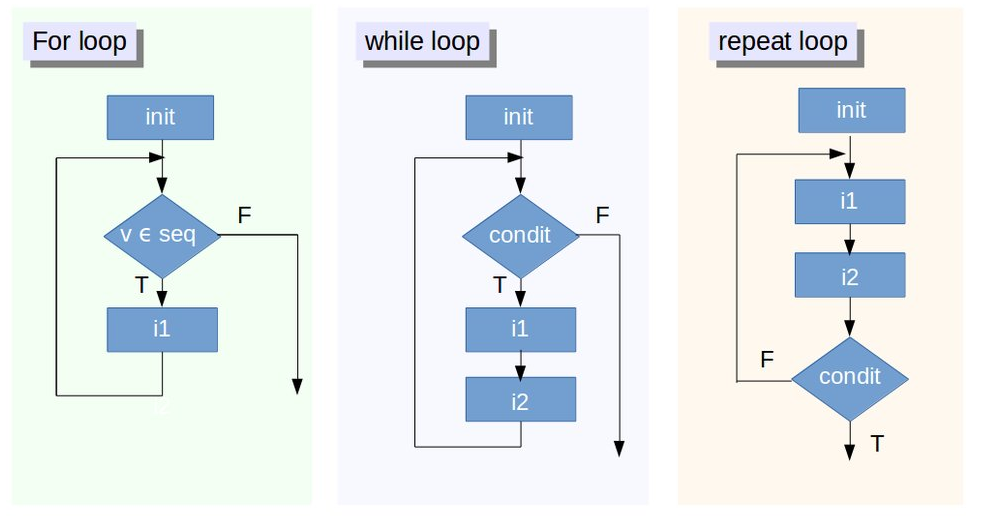 For loop
init
v ϵ seq
F
T
i1
while loop
init
condit
F
T
i1
i2
repeat loop
init
i1
i2
condit
F
T